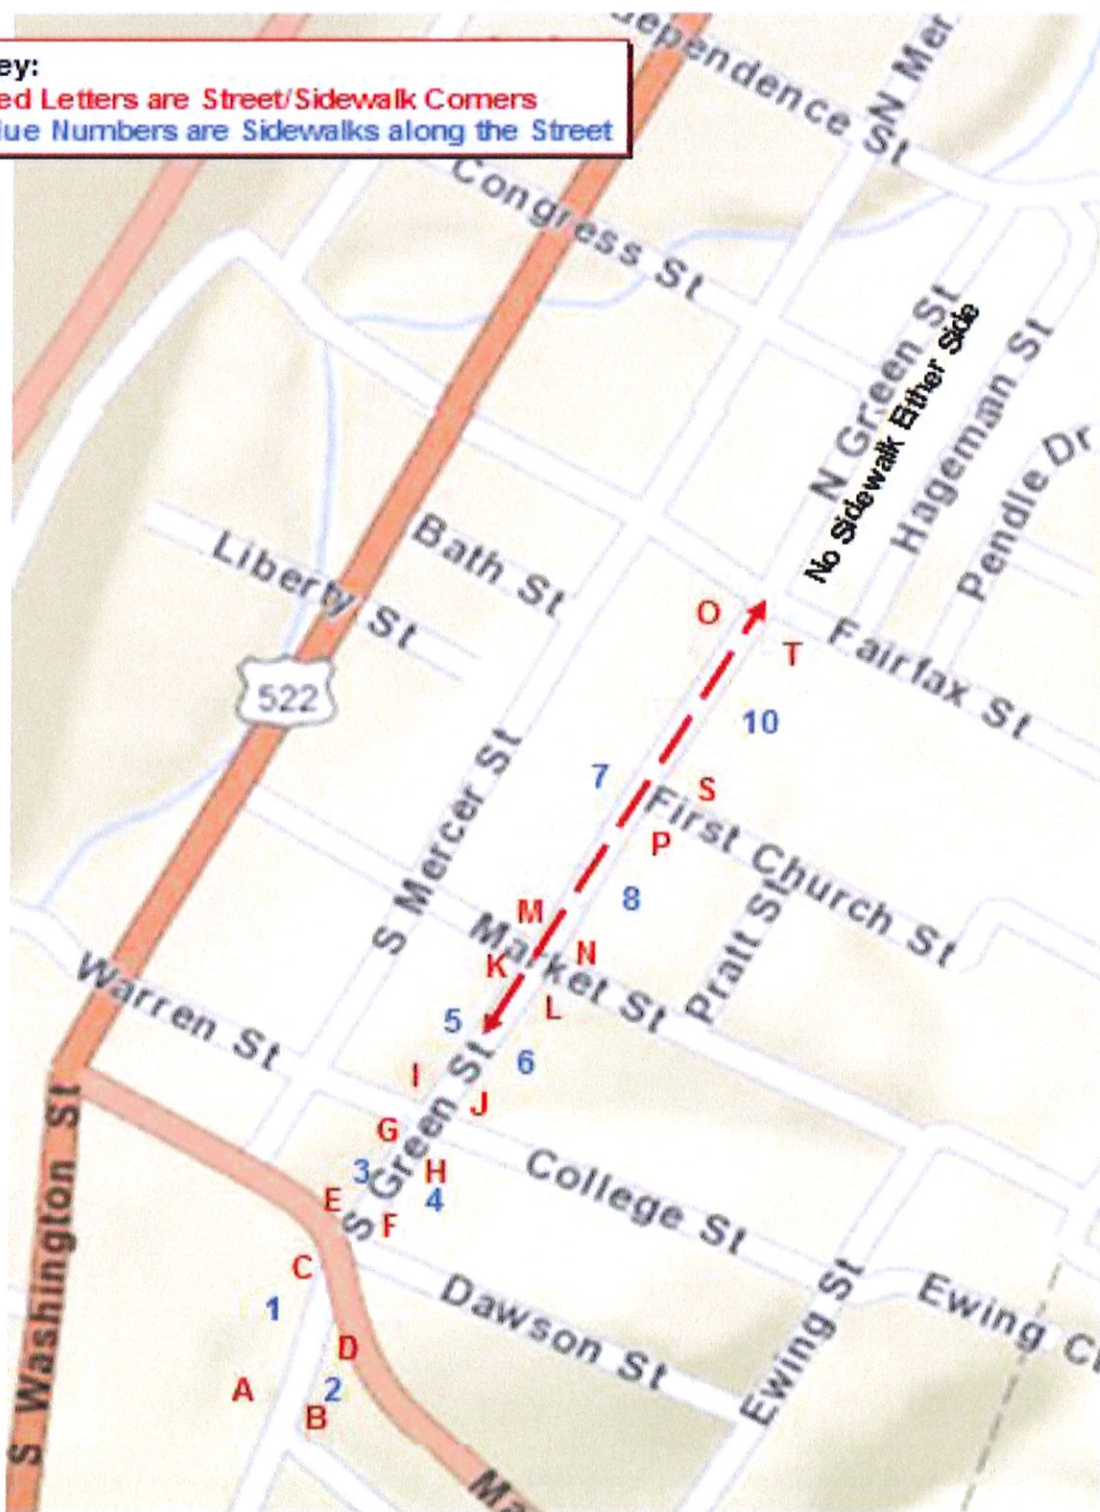 ey:
ed Letters are Street/Sidewalk Corners
lue Numbers are Sidewalks along the Street
dependence St
N Mer
Congress St
N Green St
No Sidewalk Either Side
Hageman St
Pendle Dr
Bath St
Liberty St
522
O
T
Fairfax St
10
7
S
First Church St
P
S Mercer St
8
M
Market St
N
K
Pratt St
L
Warren St
5
6
I
J
G
S Green St
H
3
4
E
F
College St
C
Dawson St
Ewing St
Ewing
1
D
A
2
B
S Washington St
Ma